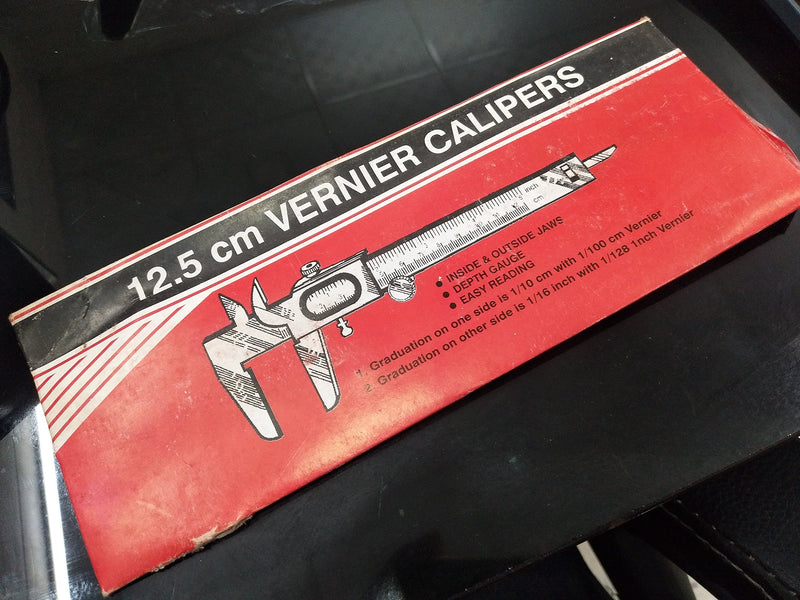 12.5 cm VERNIER CALIPERS
inch
cm
● INSIDE & OUTSIDE JAWS
● DEPTH GAUGE
● EASY READING
1. Graduation on one side is 1/10 cm with 1/100 cm Vernier
2. Graduation on other side is 1/16 inch with 1/128 1nch Vernier